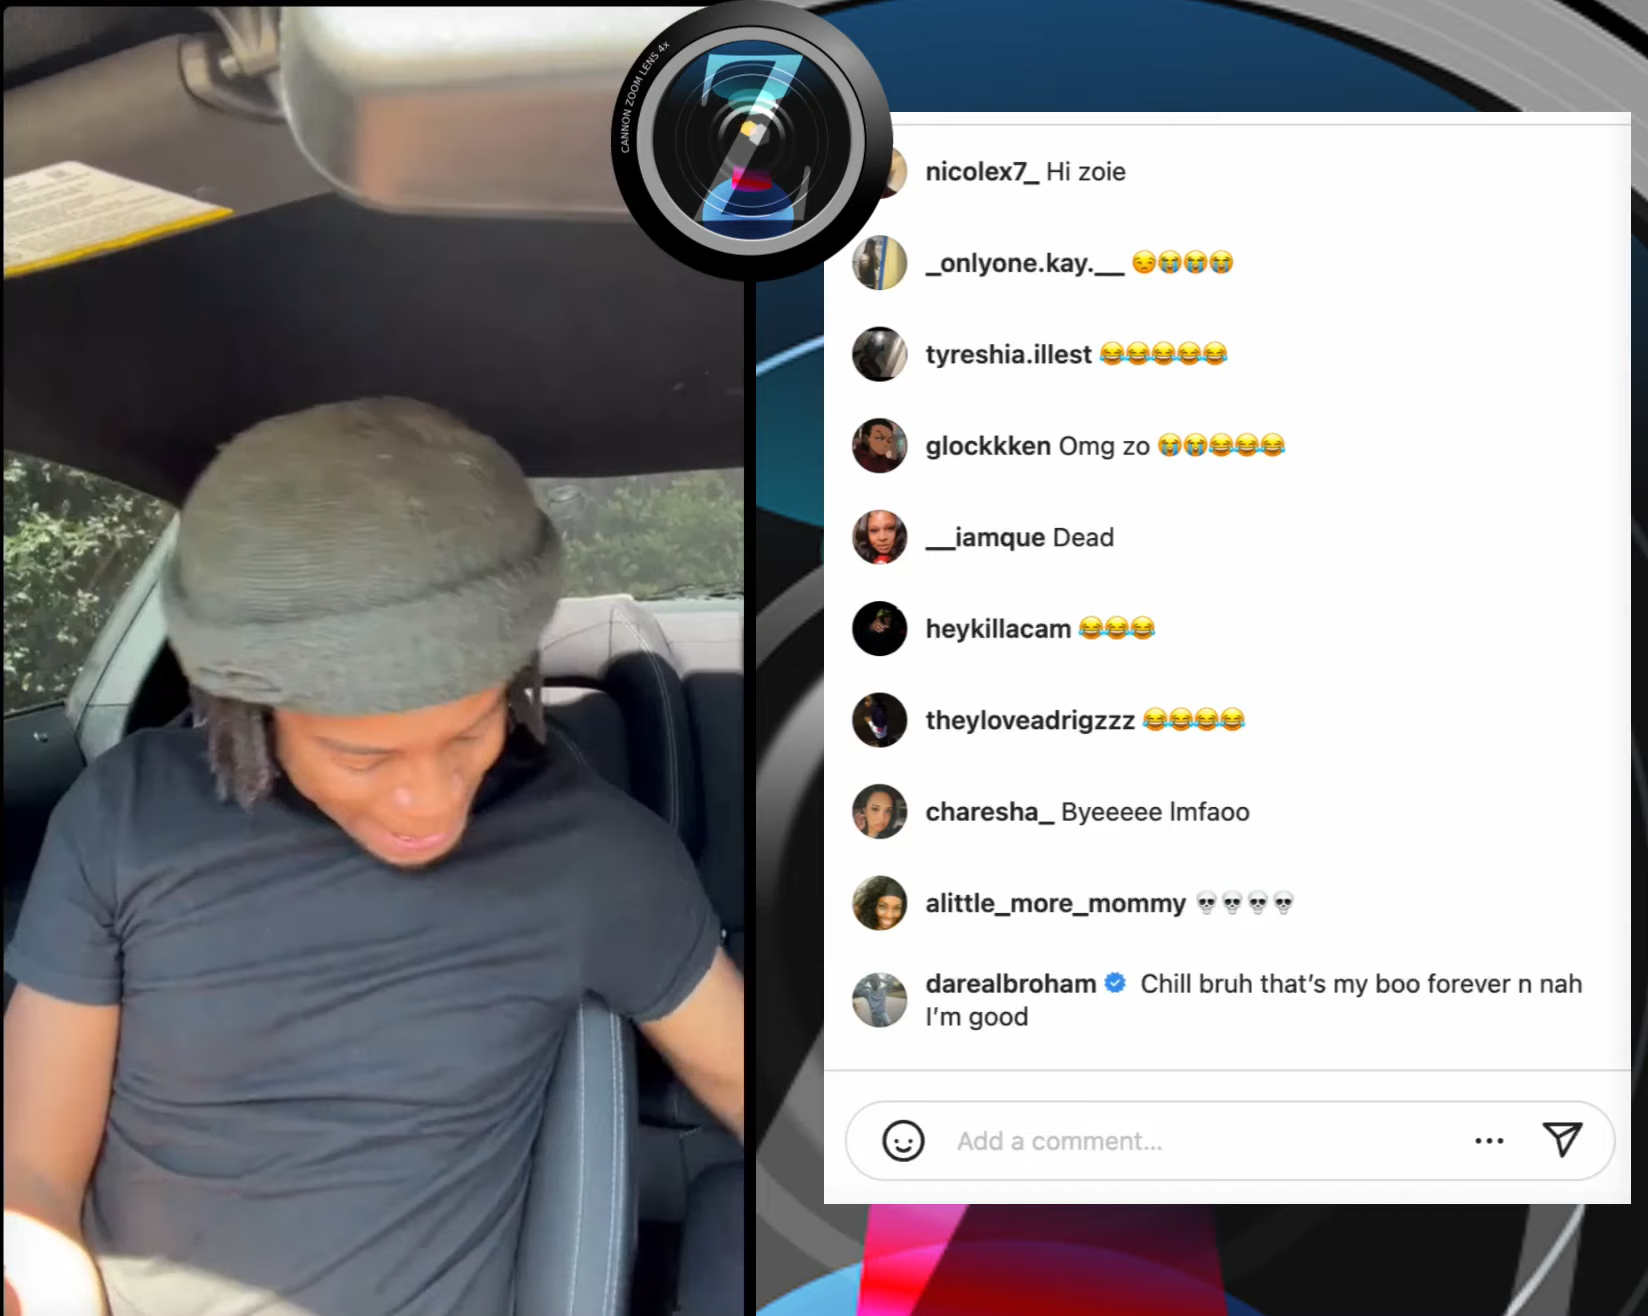 CANNON ZOOM LENS 4x
Z
nicolex7_ Hi zoie
_onlyone.kay.__ 😒😭😭😭
tyreshia.illest 😂😂😂😂😂
glockkken Omg zo 😭😭😂😂😂
__iamque Dead
heykillacam 😂😂😂
theyloveadrigzzz 😂😂😂😂
charesha_ Byeeeee lmfaoo
alittle_more_mommy 💀💀💀💀
darealbroham Chill bruh that's my boo forever n nah
I'm good
Add a comment...